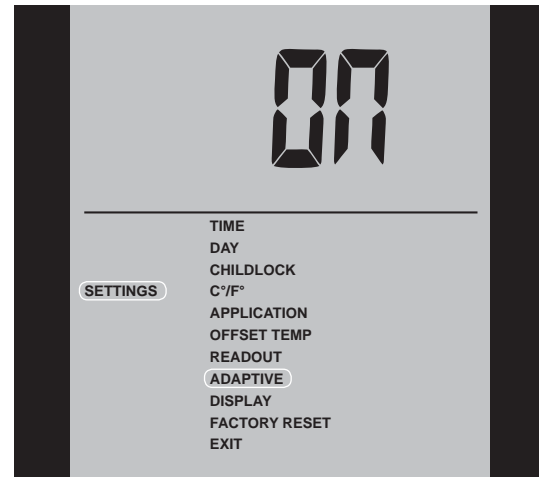 ON
TIME
DAY
CHILDLOCK
SETTINGS C°/F°
APPLICATION
OFFSET TEMP
READOUT
ADAPTIVE
DISPLAY
FACTORY RESET
EXIT